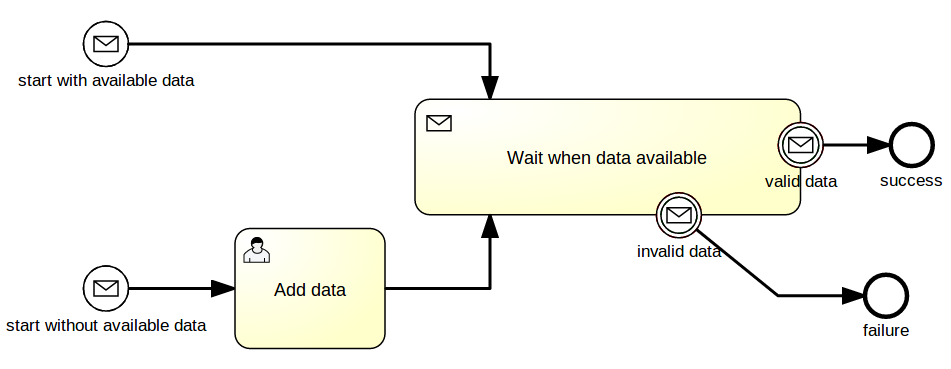 start with available data
Wait when data available
valid data
success
invalid data
Add data
start without available data
failure